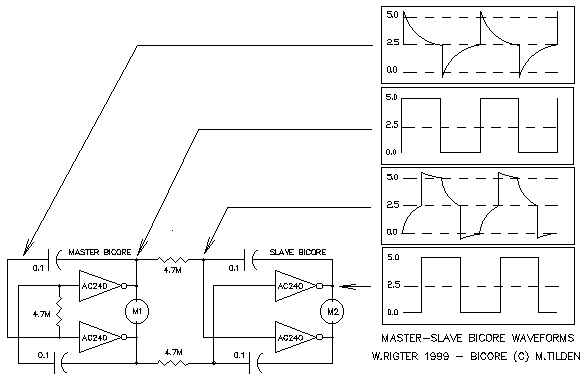 5.0
2.5
0.0
5.0
2.5
0.0
5.0
2.5
0.0
5.0
2.5
0.0
MASTER BICORE
SLAVE BICORE
0.1
4.7M
0.1
AC240
AC240
4.7M
M1
M2
AC240
AC240
0.1
4.7M
0.1
MASTER-SLAVE BICORE WAVEFORMS
W.RIGTER 1999 - BICORE (C) M.TILDEN